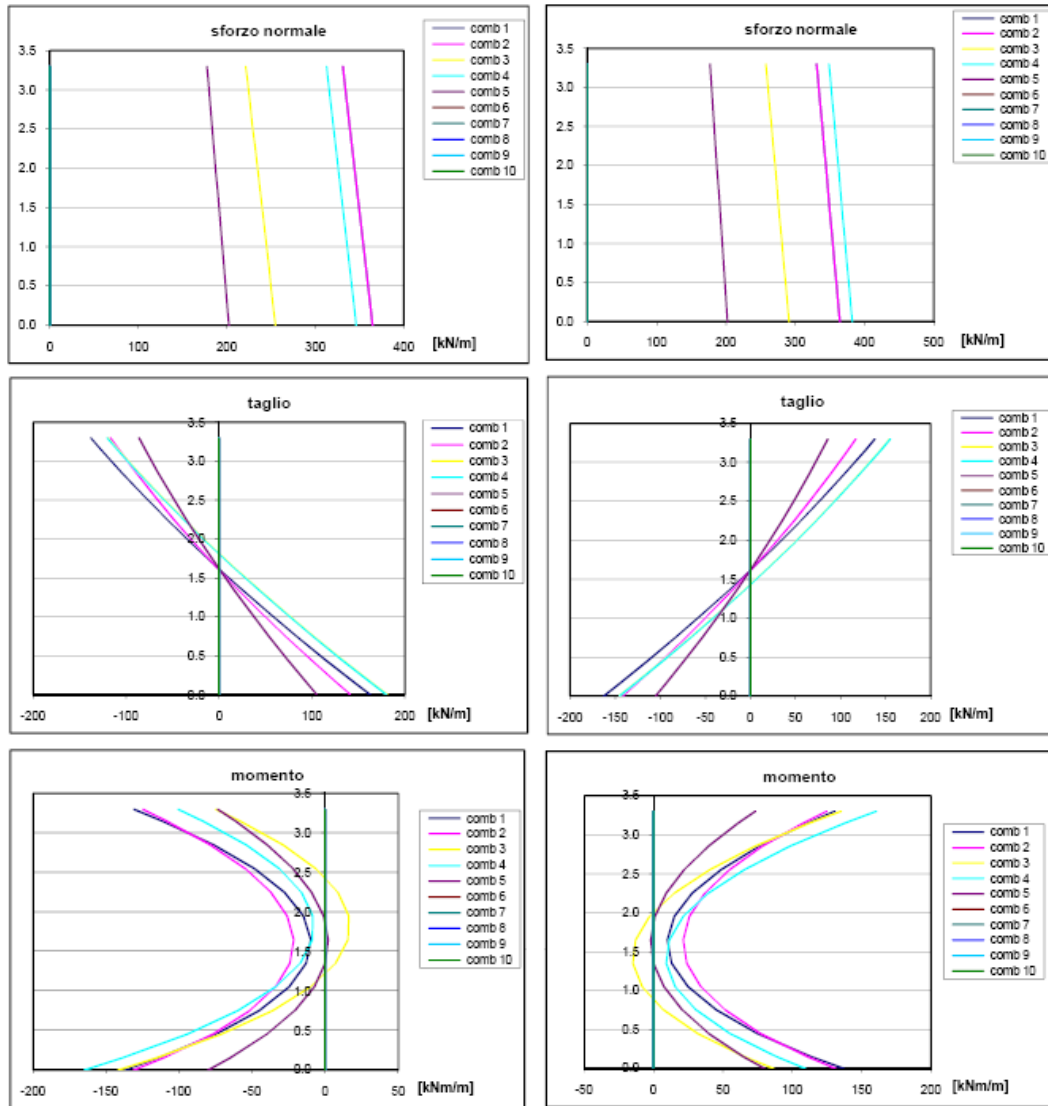 sforzo normale
3.5
3.0
2.5
2.0
1.5
1.0
0.5
0.0
0
100
200
300
400
[kN/m]
comb 1
comb 2
comb 3
comb 4
comb 5
comb 6
comb 7
comb 8
comb 9
comb 10
sforzo normale
3.5
3.0
2.5
2.0
1.5
1.0
0.5
0.0
0
100
200
300
400
500
[kN/m]
comb 1
comb 2
comb 3
comb 4
comb 5
comb 6
comb 7
comb 8
comb 9
comb 10
taglio
3.5
3.0
2.5
2.0
1.5
1.0
0.5
0.0
-200
-100
0
100
200
[kN/m]
comb 1
comb 2
comb 3
comb 4
comb 5
comb 6
comb 7
comb 8
comb 9
comb 10
taglio
3.5
3.0
2.5
2.0
1.5
1.0
0.5
0.0
-200
-150
-100
-50
0
50
100
150
200
[kN/m]
comb 1
comb 2
comb 3
comb 4
comb 5
comb 6
comb 7
comb 8
comb 9
comb 10
momento
3.5
3.0
2.5
2.0
1.5
1.0
0.5
0.0
-200
-150
-100
-50
0
50
[kNm/m]
comb 1
comb 2
comb 3
comb 4
comb 5
comb 6
comb 7
comb 8
comb 9
comb 10
momento
3.5
3.0
2.5
2.0
1.5
1.0
0.5
0.0
-50
0
50
100
150
200
[kNm/m]
comb 1
comb 2
comb 3
comb 4
comb 5
comb 6
comb 7
comb 8
comb 9
comb 10